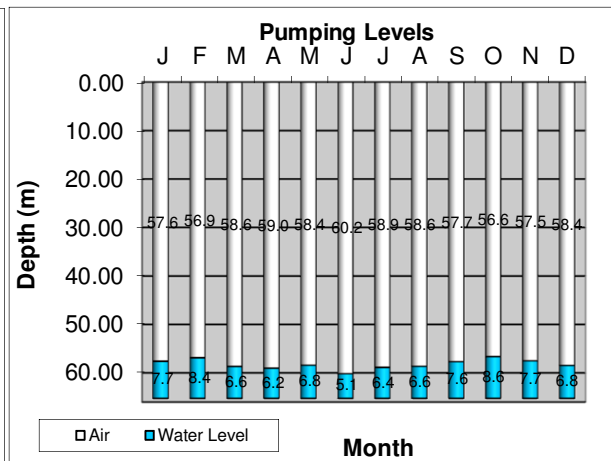 Pumping Levels
J F M A M J J A S O N D
0.00
10.00
20.00
30.00
40.00
50.00
60.00
Depth (m)
57.6 56.9 58.6 59.0 58.4 60.2 58.9 58.6 57.7 56.6 57.5 58.4
7.7 8.4 6.6 6.2 6.8 5.1 6.4 6.6 7.6 8.6 7.7 6.8
Air Water Level
Month